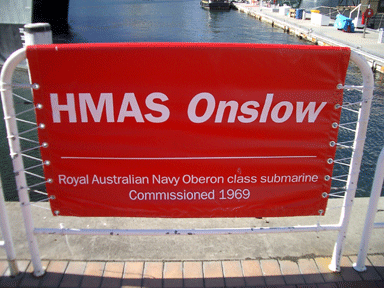 HMAS Onslow
Royal Australian Navy Oberon class submarine
Commissioned 1969